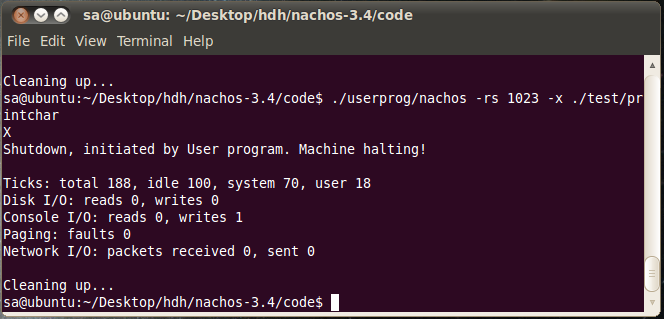 sa@ubuntu: ~/Desktop/hdh/nachos-3.4/code
File Edit View Terminal Help
Cleaning up...
sa@ubuntu:~/Desktop/hdh/nachos-3.4/code$ ./userprog/nachos -rs 1023 -x ./test/pr
intchar
X
Shutdown, initiated by User program. Machine halting!
Ticks: total 188, idle 100, system 70, user 18
Disk I/O: reads 0, writes 0
Console I/O: reads 0, writes 1
Paging: faults 0
Network I/O: packets received 0, sent 0
Cleaning up...
sa@ubuntu:~/Desktop/hdh/nachos-3.4/code$